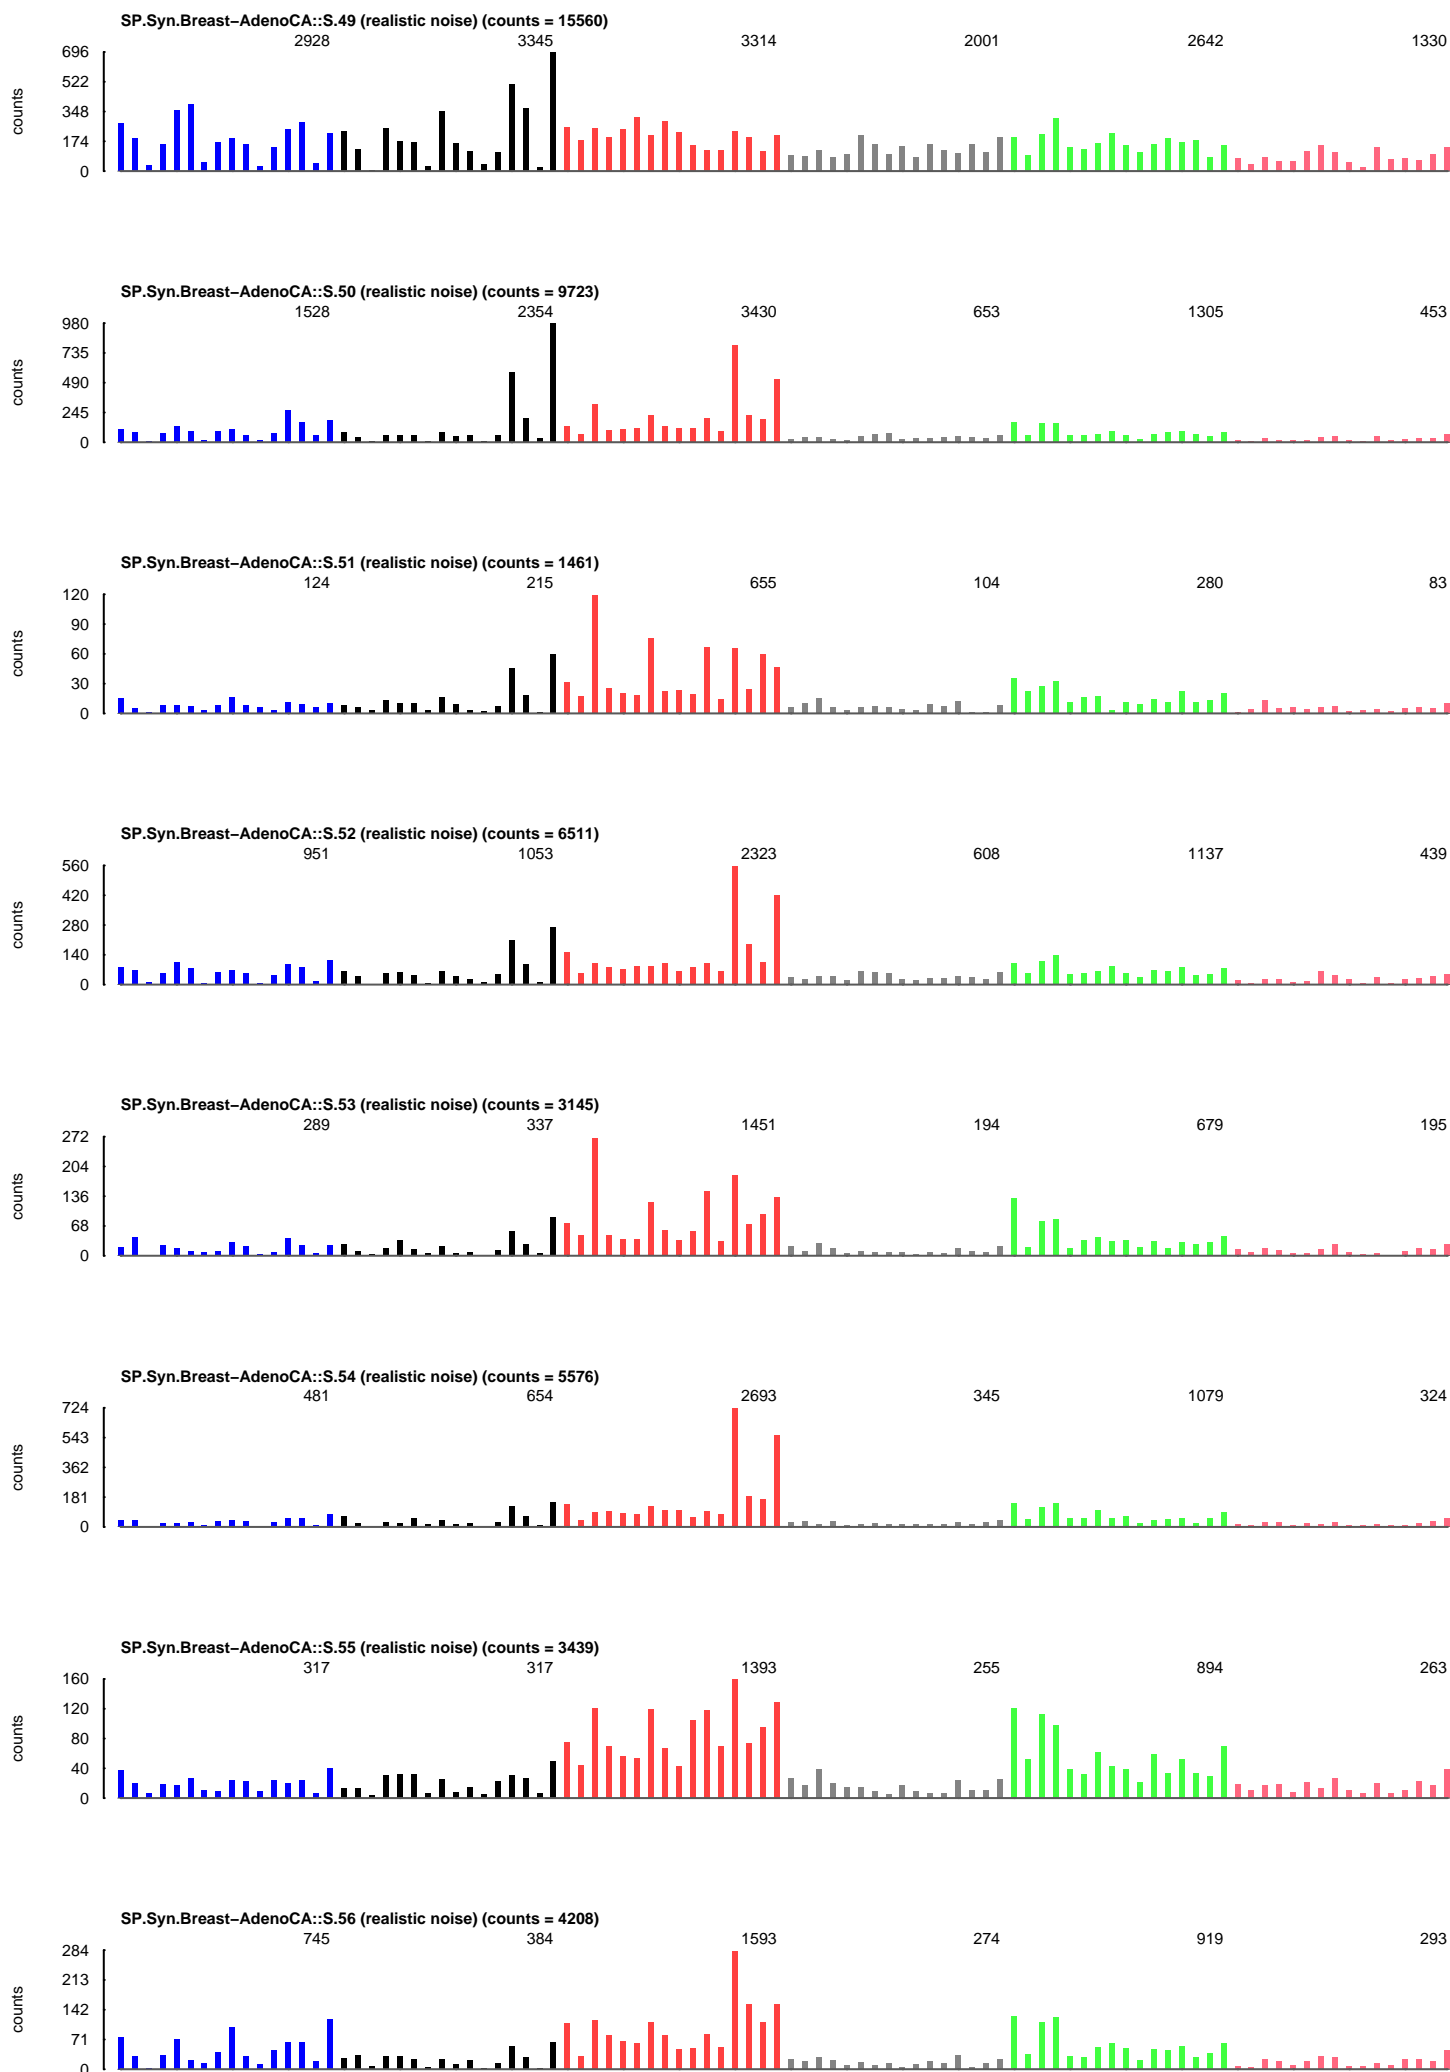 SP.Syn.Breast−AdenoCA::S.49 (realistic noise) (counts = 15560)
2928 3345 3314 2001 2642 1330
696
522
348
174
0
counts
SP.Syn.Breast−AdenoCA::S.50 (realistic noise) (counts = 9723)
1528 2354 3430 653 1305 453
980
735
490
245
0
counts
SP.Syn.Breast−AdenoCA::S.51 (realistic noise) (counts = 1461)
124 215 655 104 280 83
120
90
60
30
0
counts
SP.Syn.Breast−AdenoCA::S.52 (realistic noise) (counts = 6511)
951 1053 2323 608 1137 439
560
420
280
140
0
counts
SP.Syn.Breast−AdenoCA::S.53 (realistic noise) (counts = 3145)
289 337 1451 194 679 195
272
204
136
68
0
counts
SP.Syn.Breast−AdenoCA::S.54 (realistic noise) (counts = 5576)
481 654 2693 345 1079 324
724
543
362
181
0
counts
SP.Syn.Breast−AdenoCA::S.55 (realistic noise) (counts = 3439)
317 317 1393 255 894 263
160
120
80
40
0
counts
SP.Syn.Breast−AdenoCA::S.56 (realistic noise) (counts = 4208)
745 384 1593 274 919 293
284
213
142
71
0
counts